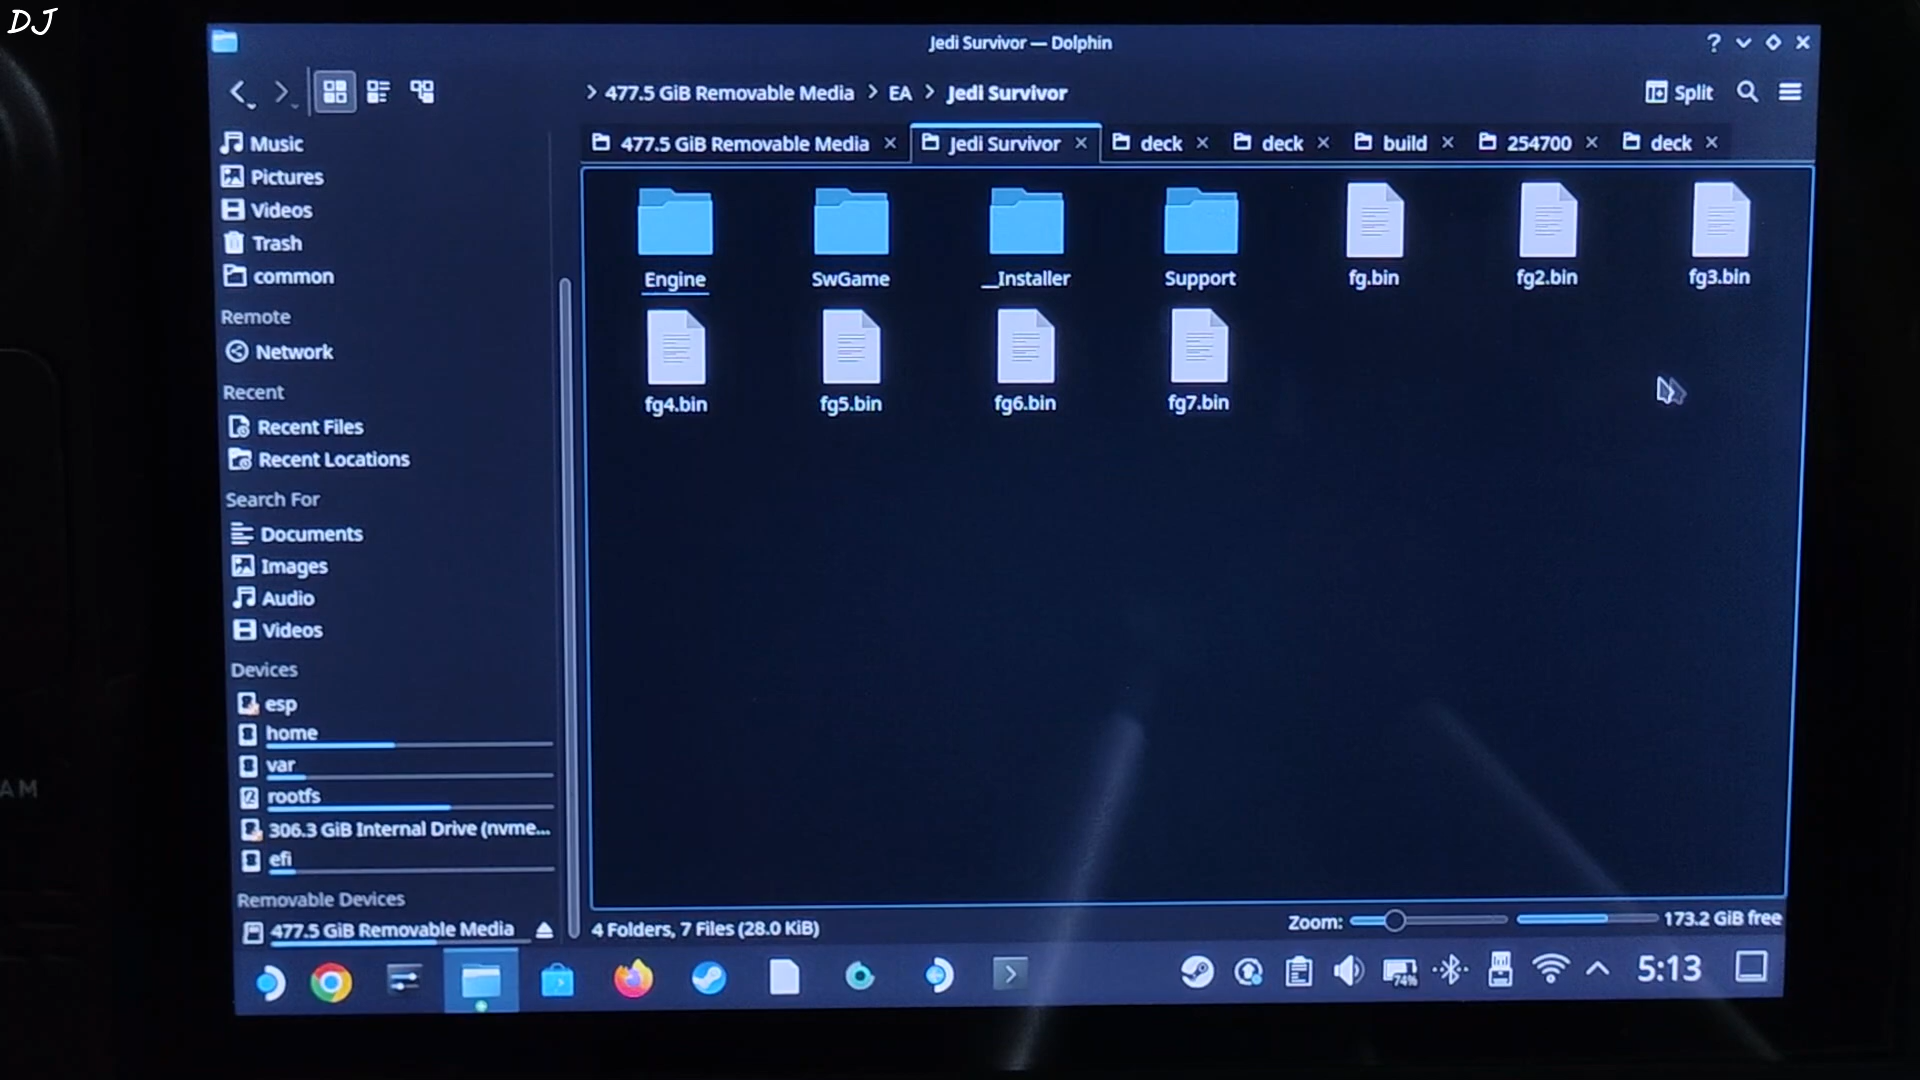 DJ
Jedi Survivor — Dolphin
477.5 GiB Removable Media > EA > Jedi Survivor
Split
477.5 GiB Removable Media
Jedi Survivor
deck
deck
build
254700
deck
Music
Pictures
Videos
Trash
common
Remote
Network
Recent
Recent Files
Recent Locations
Search For
Documents
Images
Audio
Videos
Devices
esp
home
var
rootfs
306.3 GiB Internal Drive (nvme...
efi
Removable Devices
477.5 GiB Removable Media
Engine
SwGame
__Installer
Support
fg.bin
fg2.bin
fg3.bin
fg4.bin
fg5.bin
fg6.bin
fg7.bin
4 Folders, 7 Files (28.0 KiB)
Zoom:
173.2 GiB free
74%
5:13
AM